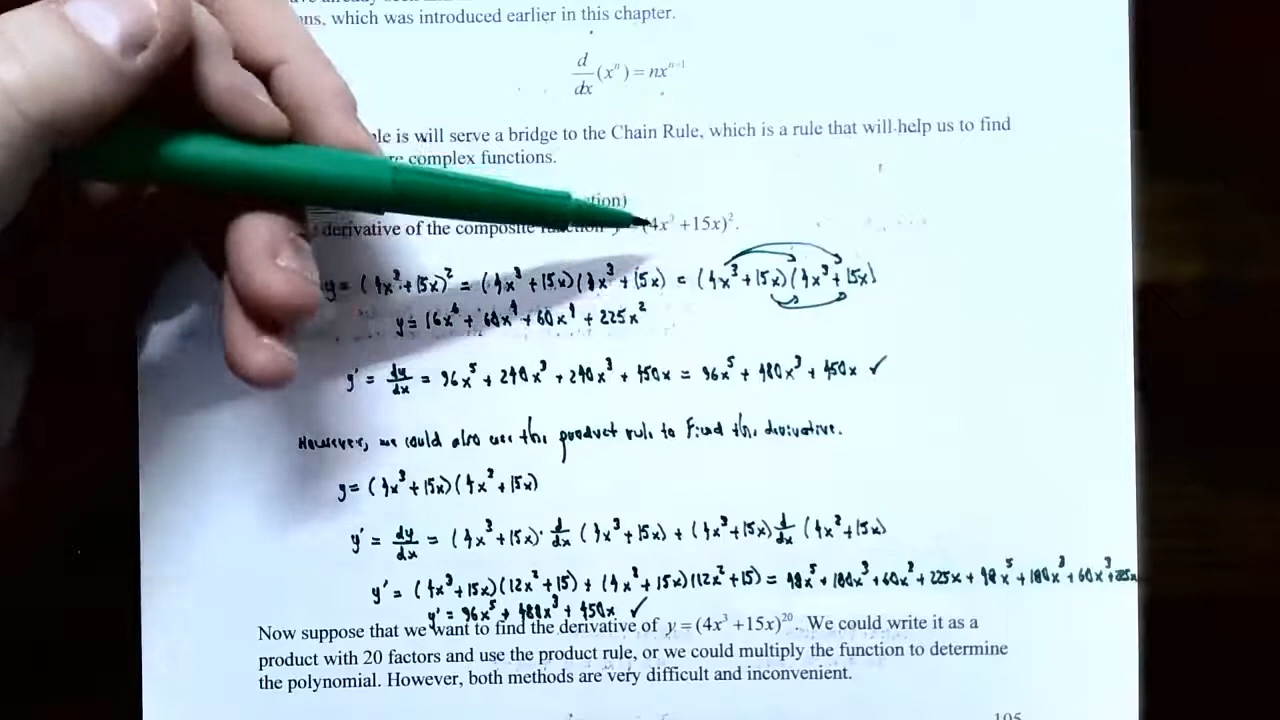 ons, which was introduced earlier in this chapter.
d/dx (xⁿ) = nxⁿ⁻¹
is will serve a bridge to the Chain Rule, which is a rule that will help us to find
complex functions.
derivative of the composite (4x³ +15x)².
y = (4x³+15x)² = (4x³+15x)(4x³+15x) = (4x³+15x)(4x³+15x)
y = 16x⁶ + 60x⁴ + 60x⁴ + 225x²
y' = dy/dx = 96x⁵ + 240x³ + 240x³ + 450x = 96x⁵ + 480x³ + 450x ✓
However, we could also use the product rule to find the derivative.
y = (4x³+15x)(4x³+15x)
y' = dy/dx = (4x³+15x)· d/dx (4x³+15x) + (4x³+15x) d/dx (4x³+15x)
y' = (4x³+15x)(12x²+15) + (4x³+15x)(12x²+15) = 48x⁵ + 180x³ + 60x³ + 225x + 48x⁵ + 180x³ + 60x³ + 225x
y' = 96x⁵ + 480x³ + 450x ✓
Now suppose that we want to find the derivative of y = (4x³ +15x)²⁰. We could write it as a
product with 20 factors and use the product rule, or we could multiply the function to determine
the polynomial. However, both methods are very difficult and inconvenient.
105